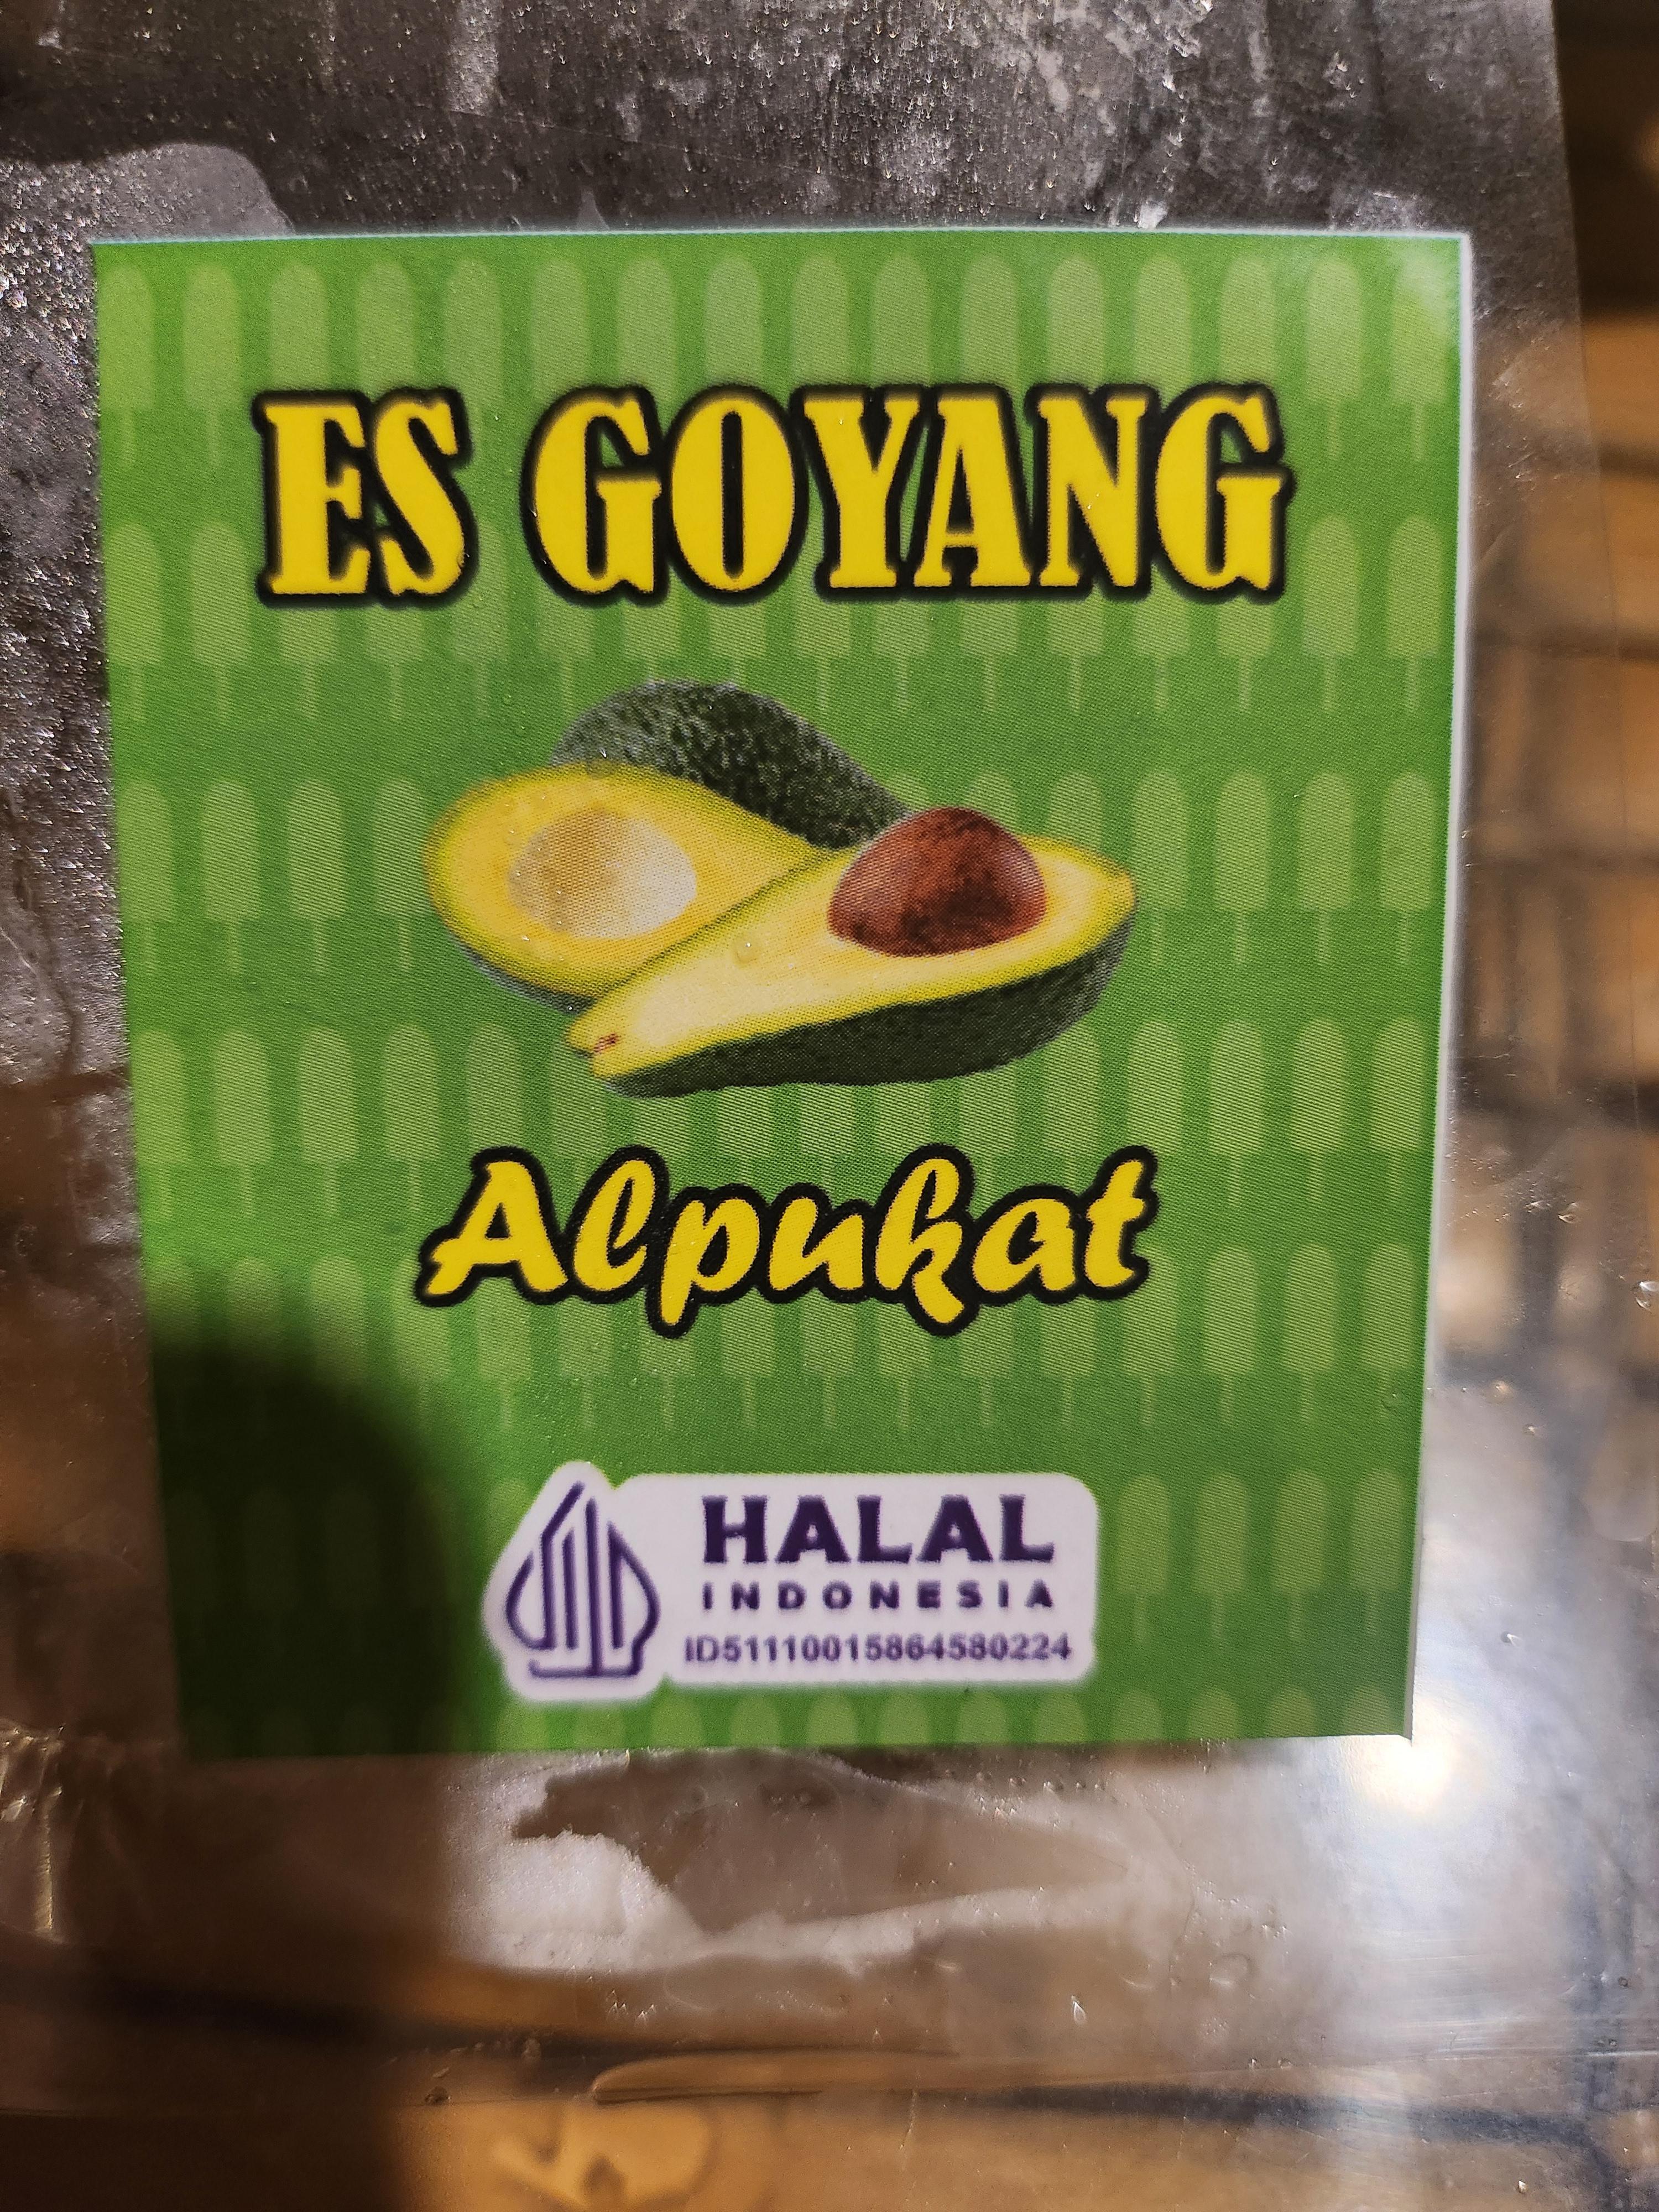 ES GOYANG
Alpukat
HALAL
INDONESIA
ID51110015864580224